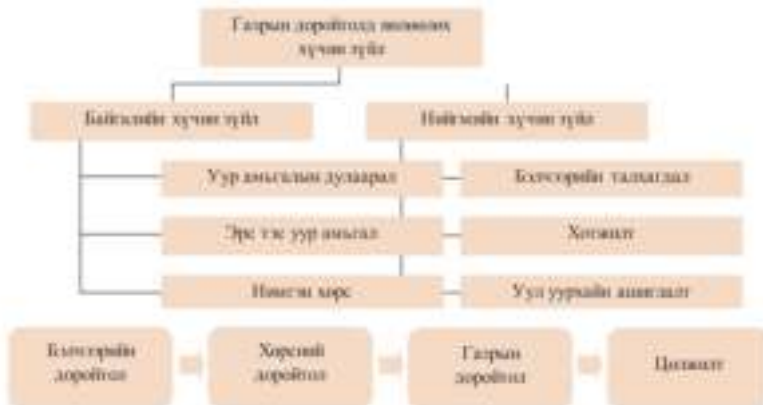 Газрын доройтолд нөлөөлөх
хүчин зүйл
Байгалийн хүчин зүйл
Нийгмийн хүчин зүйл
Уур амьсгалын дулаарал
Бэлчээрийн талхагдал
Эрс тэс уур амьсгал
Хотжилт
Нимгэн хөрс
Уул уурхайн ашиглалт
Бэлчээрийн
доройтол
Хөрсний
доройтол
Газрын
доройтол
Цөлжилт